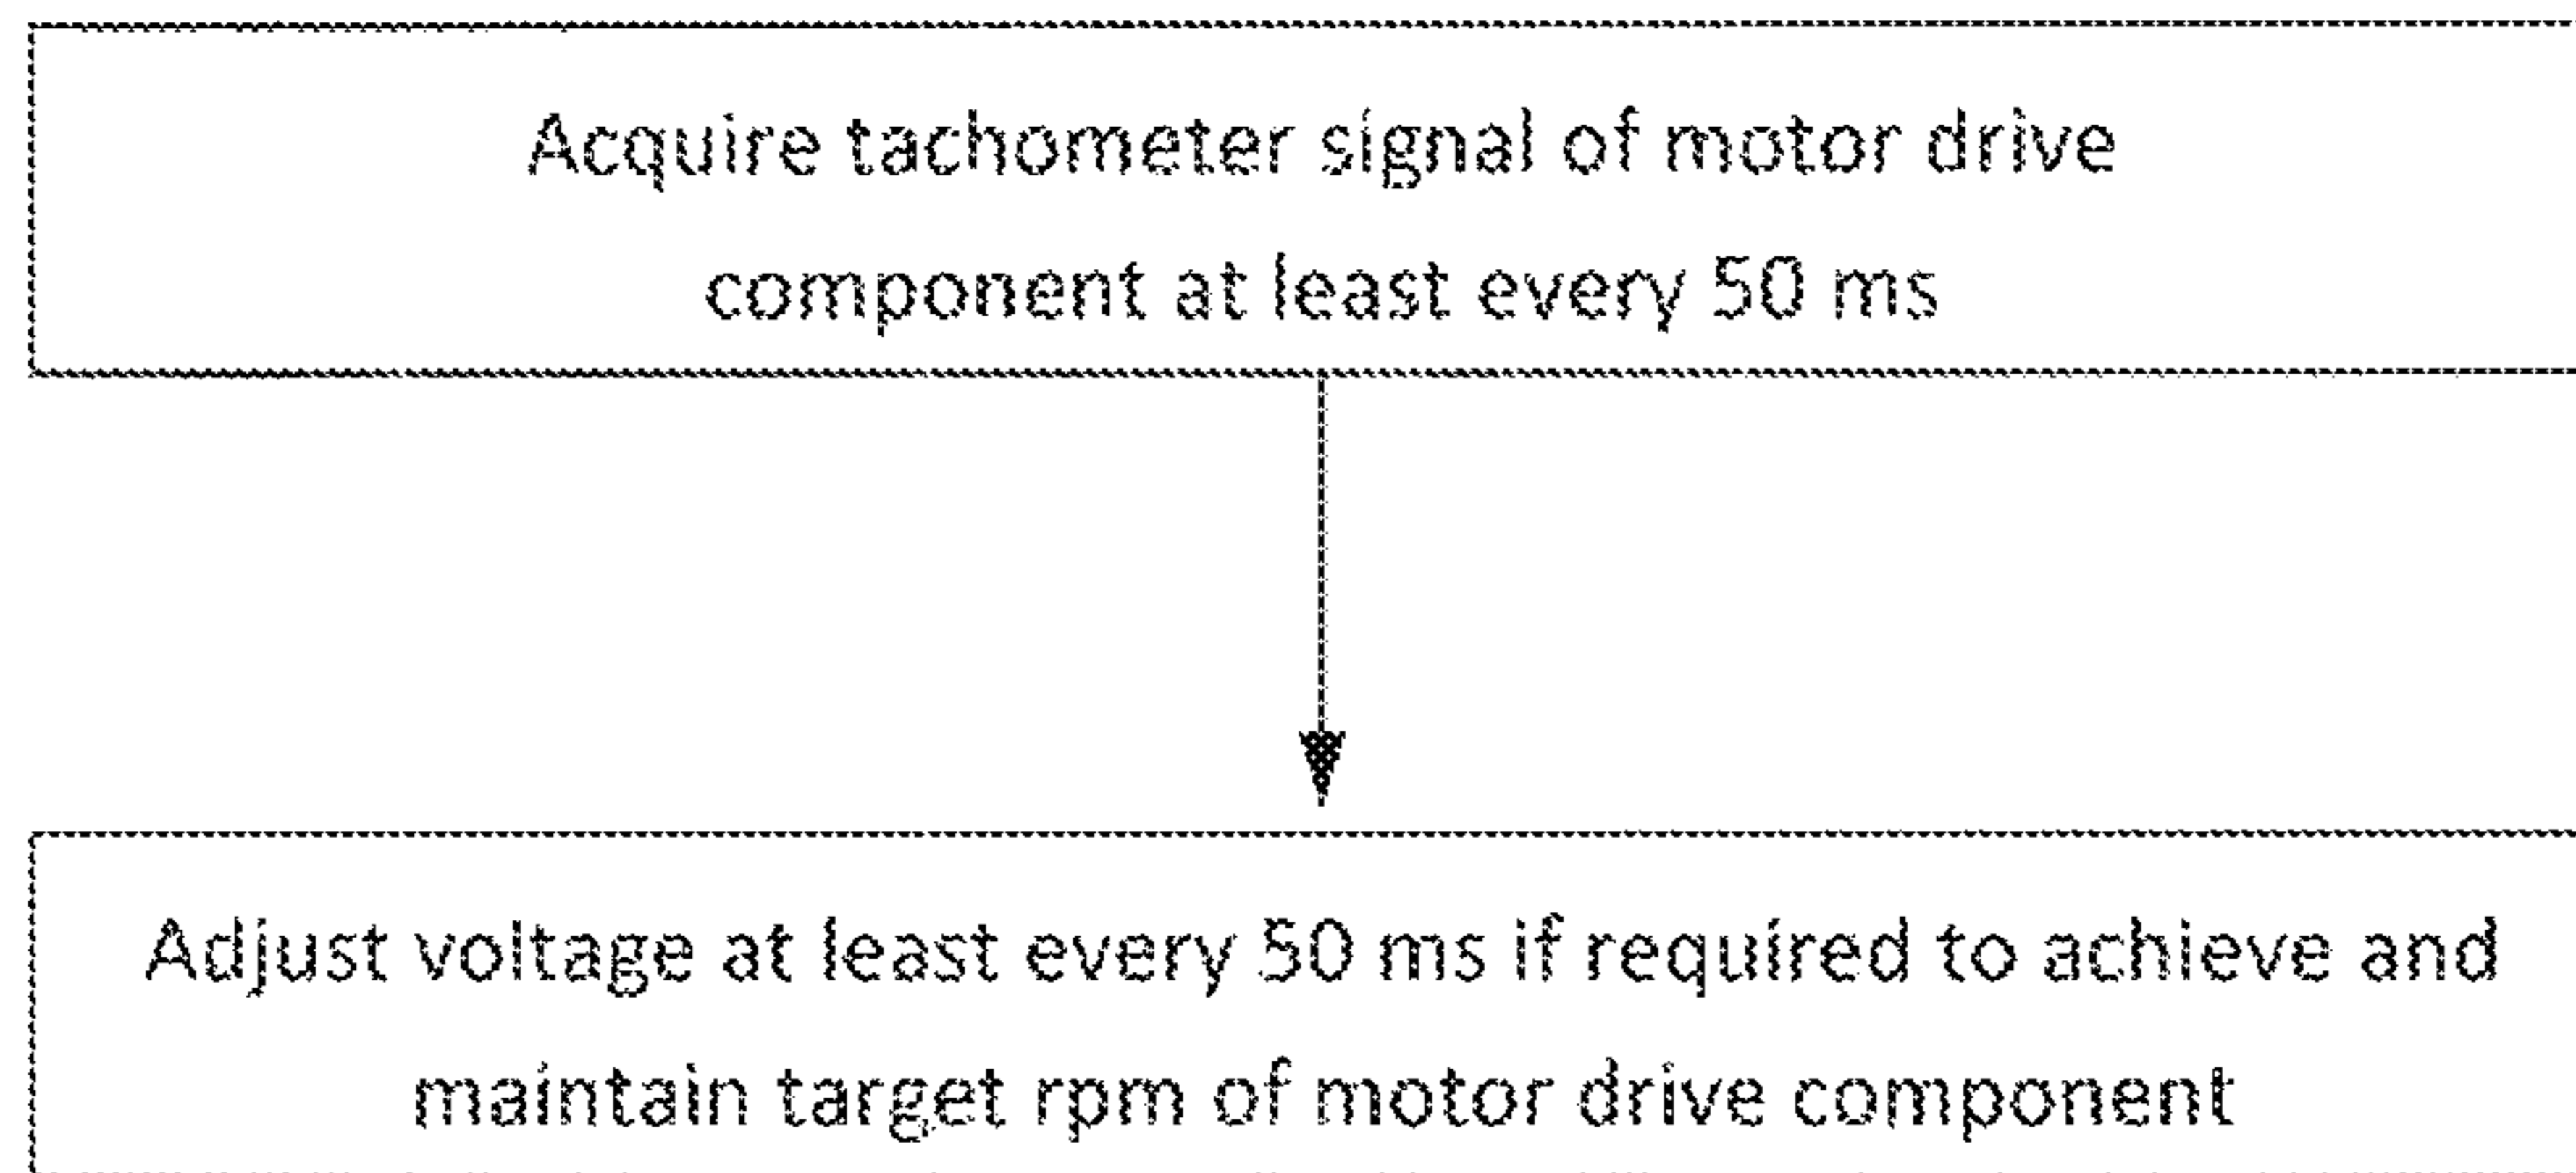 Acquire tachometer signal of motor drive
component at least every 50 ms
Adjust voltage at least every 50 ms if required to achieve and
maintain target rpm of motor drive component